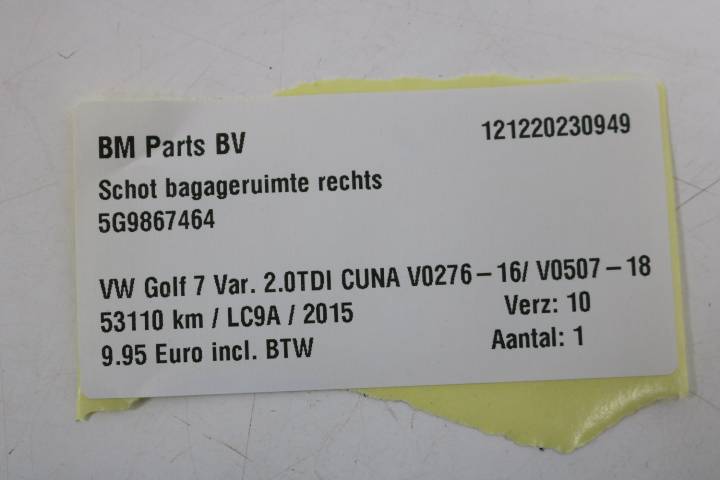 BM Parts BV 121220230949
Schot bagageruimte rechts
5G9867464
VW Golf 7 Var. 2.0TDI CUNA V0276-16/ V0507-18
53110 km / LC9A / 2015 Verz: 10
9.95 Euro incl. BTW Aantal: 1